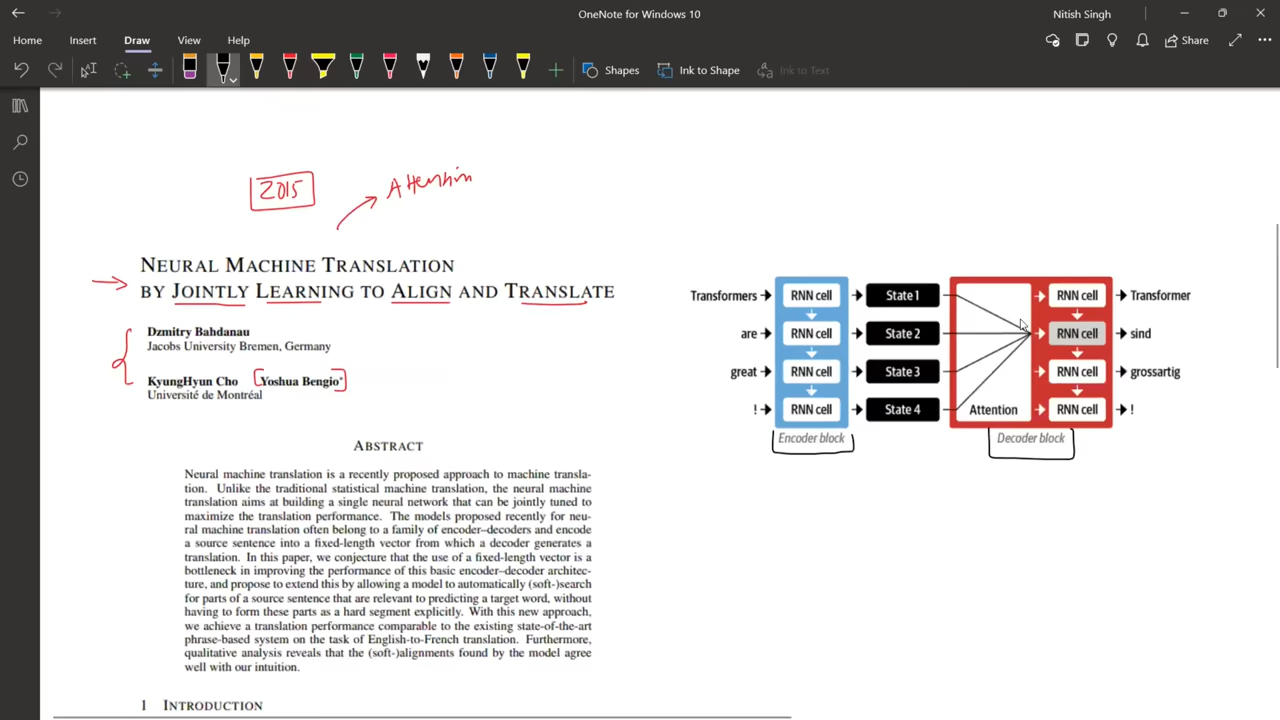 OneNote for Windows 10
Nitish Singh
Home Insert Draw View Help
Share
Shapes
Ink to Shape
Ink to Text
2015
Attention
NEURAL MACHINE TRANSLATION
BY JOINTLY LEARNING TO ALIGN AND TRANSLATE
Dzmitry Bahdanau
Jacobs University Bremen, Germany
KyungHyun Cho Yoshua Bengio*
Université de Montréal
ABSTRACT
Neural machine translation is a recently proposed approach to machine transla-
tion. Unlike the traditional statistical machine translation, the neural machine
translation aims at building a single neural network that can be jointly tuned to
maximize the translation performance. The models proposed recently for neu-
ral machine translation often belong to a family of encoder–decoders and encode
a source sentence into a fixed-length vector from which a decoder generates a
translation. In this paper, we conjecture that the use of a fixed-length vector is a
bottleneck in improving the performance of this basic encoder–decoder architec-
ture, and propose to extend this by allowing a model to automatically (soft-)search
for parts of a source sentence that are relevant to predicting a target word, without
having to form these parts as a hard segment explicitly. With this new approach,
we achieve a translation performance comparable to the existing state-of-the-art
phrase-based system on the task of English-to-French translation. Furthermore,
qualitative analysis reveals that the (soft-)alignments found by the model agree
well with our intuition.
1 INTRODUCTION
Transformers RNN cell State 1 RNN cell Transformer
are RNN cell State 2 RNN cell sind
great RNN cell State 3 RNN cell grossartig
! RNN cell State 4 Attention RNN cell !
Encoder block
Decoder block